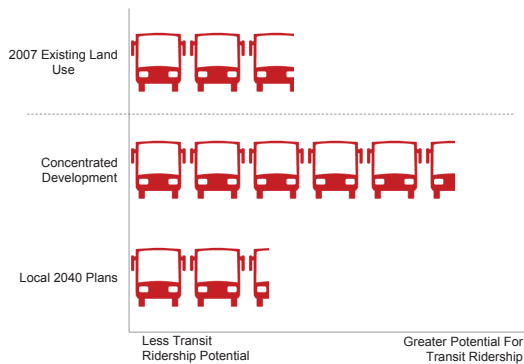 2007 Existing Land
Use
Concentrated
Development
Local 2040 Plans
Less Transit
Ridership Potential
Greater Potential For
Transit Ridership